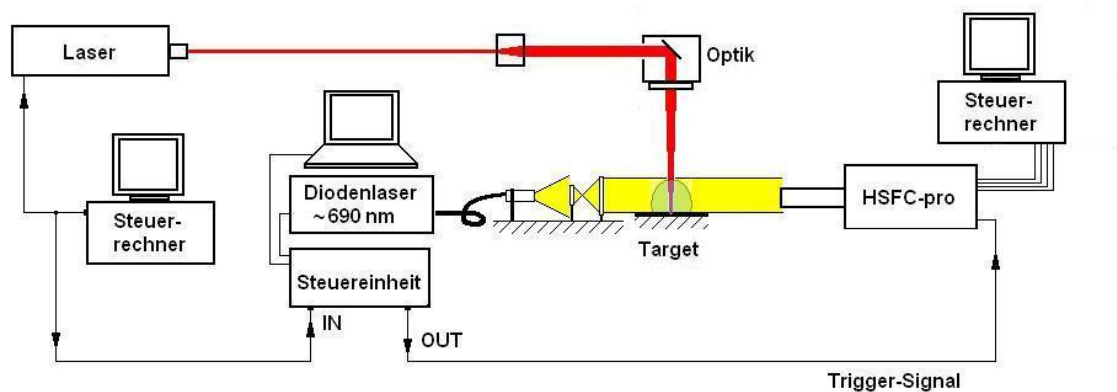 Laser
Optik
Steuer-
rechner
Steuer-
rechner
Diodenlaser
~690 nm
HSFC-pro
Target
Steuereinheit
IN
OUT
Trigger-Signal